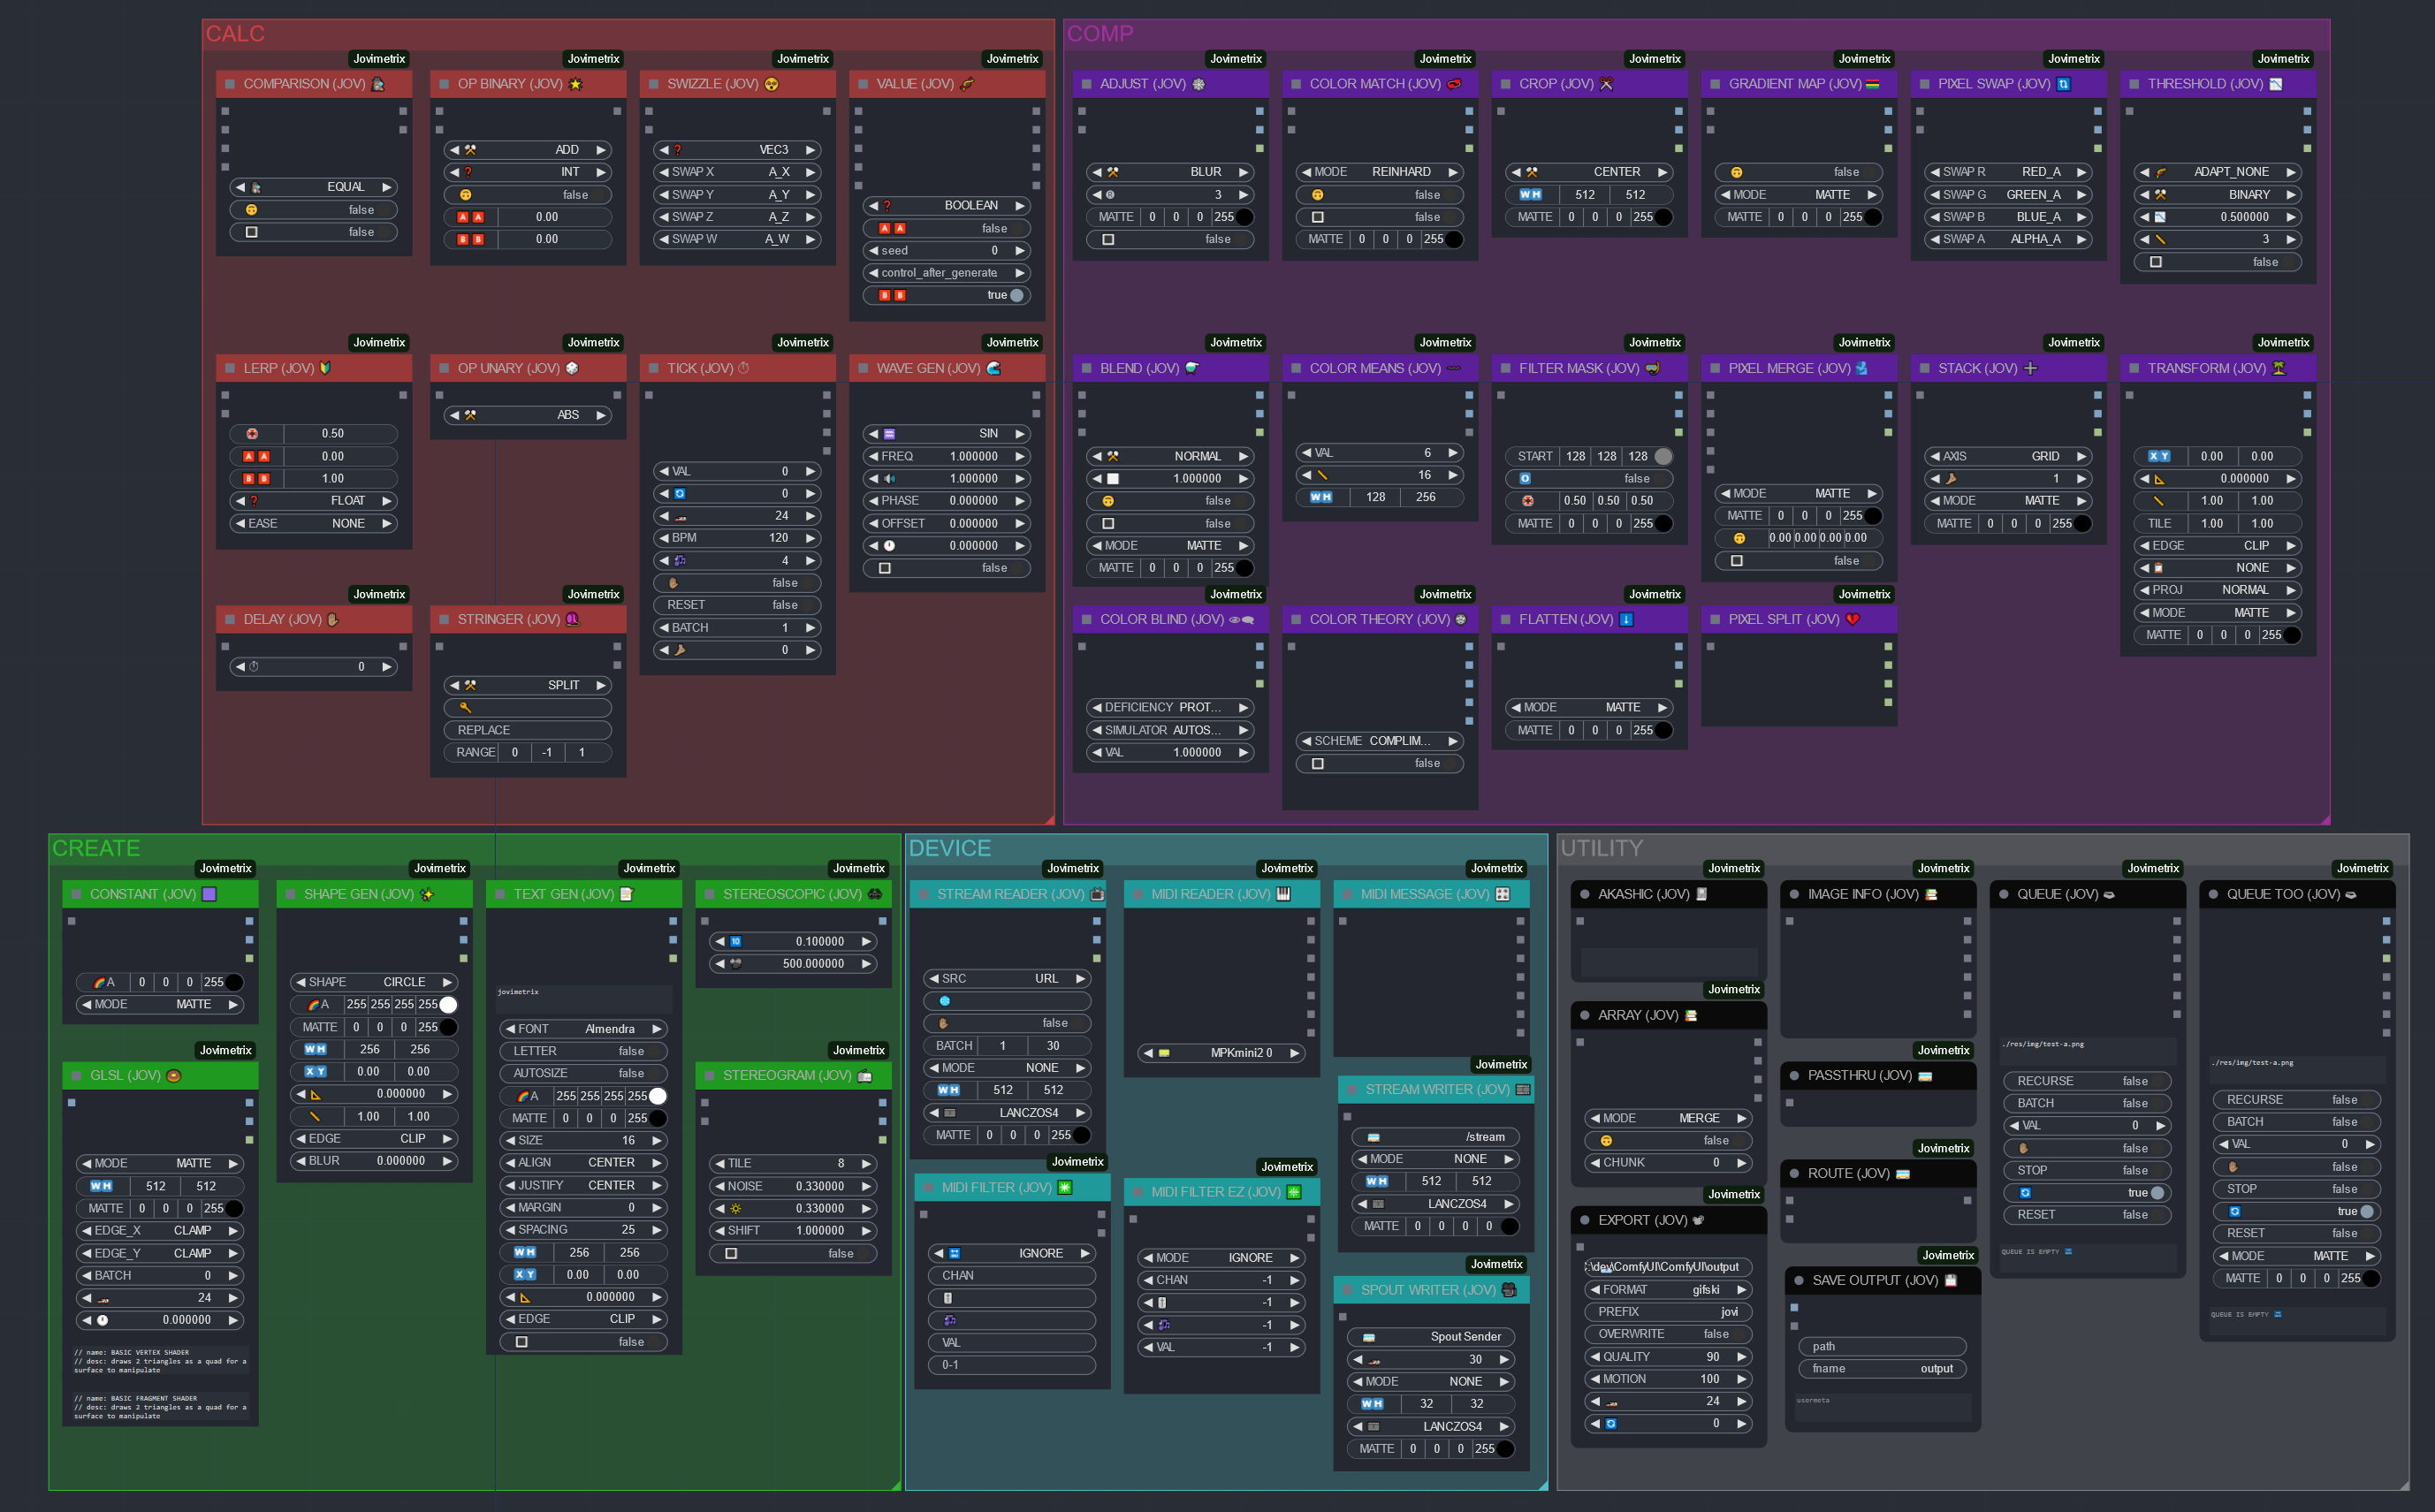 CALC
Jovimetrix
COMPARISON (JOV)
EQUAL
false
false
Jovimetrix
OP BINARY (JOV)
ADD
INT
false
A A 0.00
B B 0.00
Jovimetrix
SWIZZLE (JOV)
VEC3
SWAP X A_X
SWAP Y A_Y
SWAP Z A_Z
SWAP W A_W
Jovimetrix
VALUE (JOV)
BOOLEAN
A A false
seed 0
control_after_generate
B B true
Jovimetrix
LERP (JOV)
0.50
A A 0.00
B B 1.00
FLOAT
EASE NONE
Jovimetrix
OP UNARY (JOV)
ABS
Jovimetrix
TICK (JOV)
VAL 0
0
24
BPM 120
4
false
RESET false
BATCH 1
0
Jovimetrix
WAVE GEN (JOV)
SIN
FREQ 1.000000
1.000000
PHASE 0.000000
OFFSET 0.000000
0.000000
false
Jovimetrix
DELAY (JOV)
0
Jovimetrix
STRINGER (JOV)
SPLIT
REPLACE
RANGE 0 -1 1
COMP
Jovimetrix
ADJUST (JOV)
BLUR
3
MATTE 0 0 0 255
false
Jovimetrix
COLOR MATCH (JOV)
MODE REINHARD
false
false
MATTE 0 0 0 255
Jovimetrix
CROP (JOV)
CENTER
W H 512 512
MATTE 0 0 0 255
Jovimetrix
GRADIENT MAP (JOV)
false
MODE MATTE
MATTE 0 0 0 255
Jovimetrix
PIXEL SWAP (JOV)
SWAP R RED_A
SWAP G GREEN_A
SWAP B BLUE_A
SWAP A ALPHA_A
Jovimetrix
THRESHOLD (JOV)
ADAPT_NONE
BINARY
0.500000
3
false
Jovimetrix
BLEND (JOV)
NORMAL
1.000000
false
false
MODE MATTE
MATTE 0 0 0 255
Jovimetrix
COLOR MEANS (JOV)
VAL 6
16
W H 128 256
Jovimetrix
FILTER MASK (JOV)
START 128 128 128
false
0.50 0.50 0.50
MATTE 0 0 0 255
Jovimetrix
PIXEL MERGE (JOV)
MODE MATTE
MATTE 0 0 0 255
0.00 0.00 0.00 0.00
false
Jovimetrix
STACK (JOV)
AXIS GRID
1
MODE MATTE
MATTE 0 0 0 255
Jovimetrix
TRANSFORM (JOV)
X Y 0.00 0.00
0.000000
1.00 1.00
TILE 1.00 1.00
EDGE CLIP
NONE
PROJ NORMAL
MODE MATTE
MATTE 0 0 0 255
Jovimetrix
COLOR BLIND (JOV)
DEFICIENCY PROT...
SIMULATOR AUTOS...
VAL 1.000000
Jovimetrix
COLOR THEORY (JOV)
SCHEME COMPLIM...
false
Jovimetrix
FLATTEN (JOV)
MODE MATTE
MATTE 0 0 0 255
Jovimetrix
PIXEL SPLIT (JOV)
CREATE
Jovimetrix
CONSTANT (JOV)
A 0 0 0 255
MODE MATTE
Jovimetrix
SHAPE GEN (JOV)
SHAPE CIRCLE
A 255 255 255 255
MATTE 0 0 0 255
W H 256 256
X Y 0.00 0.00
0.000000
1.00 1.00
EDGE CLIP
BLUR 0.000000
Jovimetrix
TEXT GEN (JOV)
jovimetrix
FONT Almendra
LETTER false
AUTOSIZE false
A 255 255 255 255
MATTE 0 0 0 255
SIZE 16
ALIGN CENTER
JUSTIFY CENTER
MARGIN 0
SPACING 25
W H 256 256
X Y 0.00 0.00
0.000000
EDGE CLIP
false
Jovimetrix
STEREOSCOPIC (JOV)
10 0.100000
500.000000
Jovimetrix
GLSL (JOV)
MODE MATTE
W H 512 512
MATTE 0 0 0 255
EDGE_X CLAMP
EDGE_Y CLAMP
BATCH 0
24
0.000000
// name: BASIC VERTEX SHADER
// desc: draws 2 triangles as a quad for a
surface to manipulate
// name: BASIC FRAGMENT SHADER
// desc: draws 2 triangles as a quad for a
surface to manipulate
Jovimetrix
STEREOGRAM (JOV)
TILE 8
NOISE 0.330000
0.330000
SHIFT 1.000000
false
DEVICE
Jovimetrix
STREAM READER (JOV)
SRC URL
false
BATCH 1 30
MODE NONE
W H 512 512
LANCZOS4
MATTE 0 0 0 255
Jovimetrix
MIDI READER (JOV)
MPKmini2 0
Jovimetrix
MIDI MESSAGE (JOV)
Jovimetrix
STREAM WRITER (JOV)
/stream
MODE NONE
W H 512 512
LANCZOS4
MATTE 0 0 0 0
Jovimetrix
MIDI FILTER (JOV)
IGNORE
CHAN
VAL
0-1
Jovimetrix
MIDI FILTER EZ (JOV)
MODE IGNORE
CHAN -1
-1
-1
VAL -1
Jovimetrix
SPOUT WRITER (JOV)
Spout Sender
30
MODE NONE
W H 32 32
LANCZOS4
MATTE 0 0 0 255
UTILITY
Jovimetrix
AKASHIC (JOV)
Jovimetrix
IMAGE INFO (JOV)
Jovimetrix
QUEUE (JOV)
./res/img/test-a.png
RECURSE false
BATCH false
VAL 0
false
STOP false
true
RESET false
QUEUE IS EMPTY
Jovimetrix
QUEUE TOO (JOV)
./res/img/test-a.png
RECURSE false
BATCH false
VAL 0
false
STOP false
true
RESET false
MODE MATTE
MATTE 0 0 0 255
QUEUE IS EMPTY
Jovimetrix
ARRAY (JOV)
MODE MERGE
false
CHUNK 0
Jovimetrix
PASSTHRU (JOV)
Jovimetrix
ROUTE (JOV)
Jovimetrix
EXPORT (JOV)
\dev\ComfyUI\ComfyUI\output
FORMAT gifski
PREFIX jovi
OVERWRITE false
QUALITY 90
MOTION 100
24
0
Jovimetrix
SAVE OUTPUT (JOV)
path
fname output
usermeta